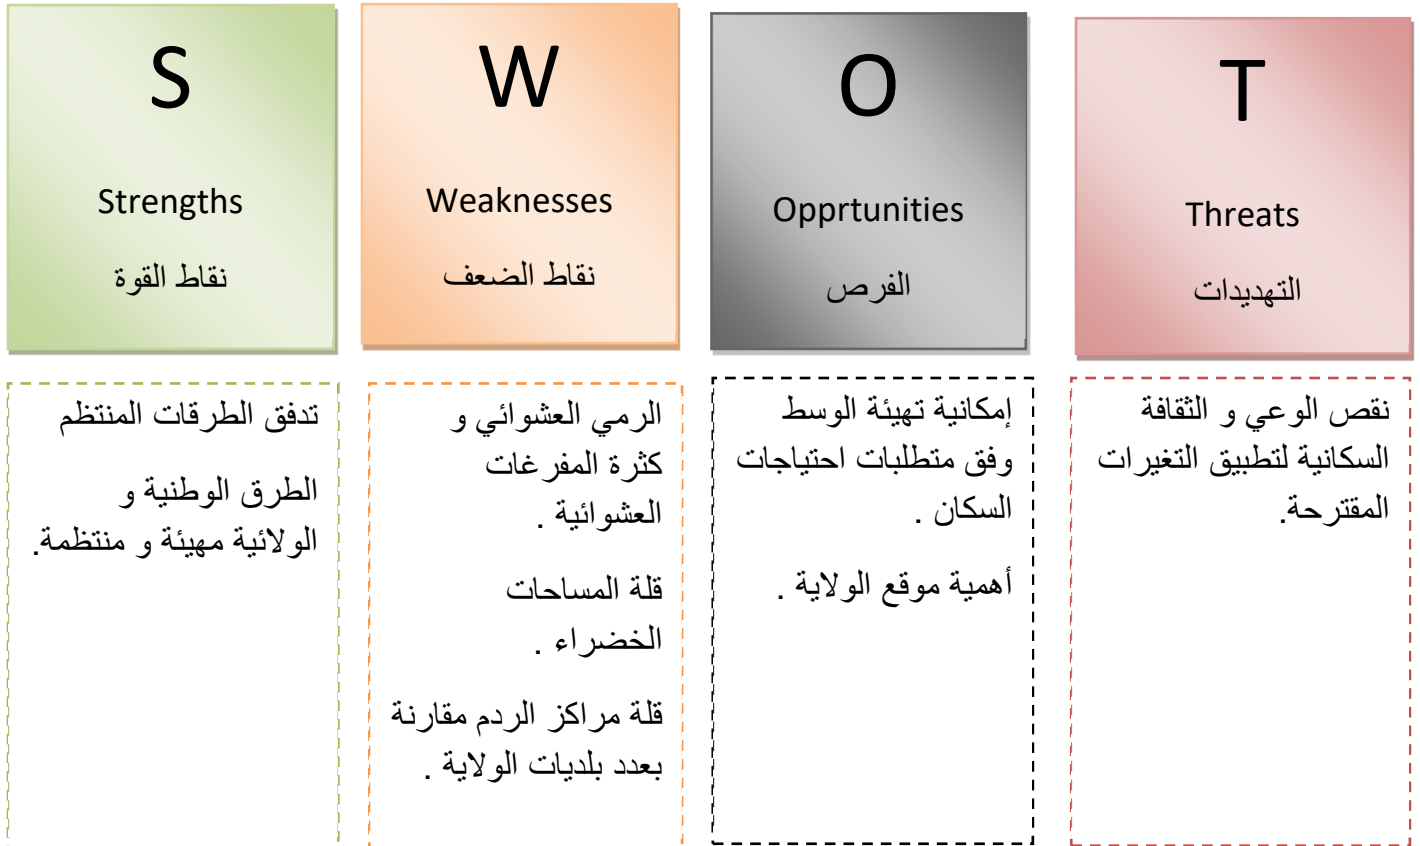 S
Strengths
نقاط القوة
W
Weaknesses
نقاط الضعف
O
Opprtunities
الفرص
T
Threats
التهديدات
تدفق الطرقات المنتظم
الطرق الوطنية و
الولائية مهيئة و منتظمة.
الرمي العشوائي و
كثرة المفرغات
العشوائية .
قلة المساحات
الخضراء .
قلة مراكز الردم مقارنة
بعدد بلديات الولاية .
إمكانية تهيئة الوسط
وفق متطلبات احتياجات
السكان .
أهمية موقع الولاية .
نقص الوعي و الثقافة
السكانية لتطبيق التغيرات
المقترحة.